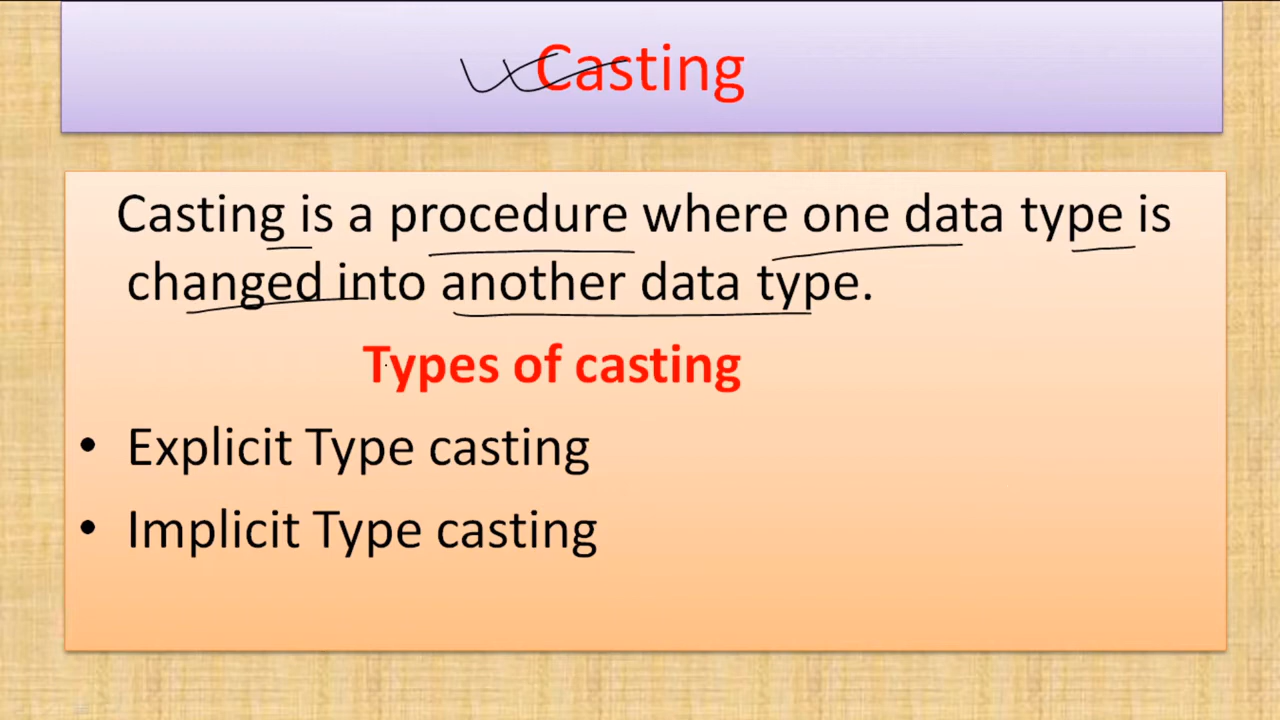 Casting
Casting is a procedure where one data type is
changed into another data type.
Types of casting
• Explicit Type casting
• Implicit Type casting